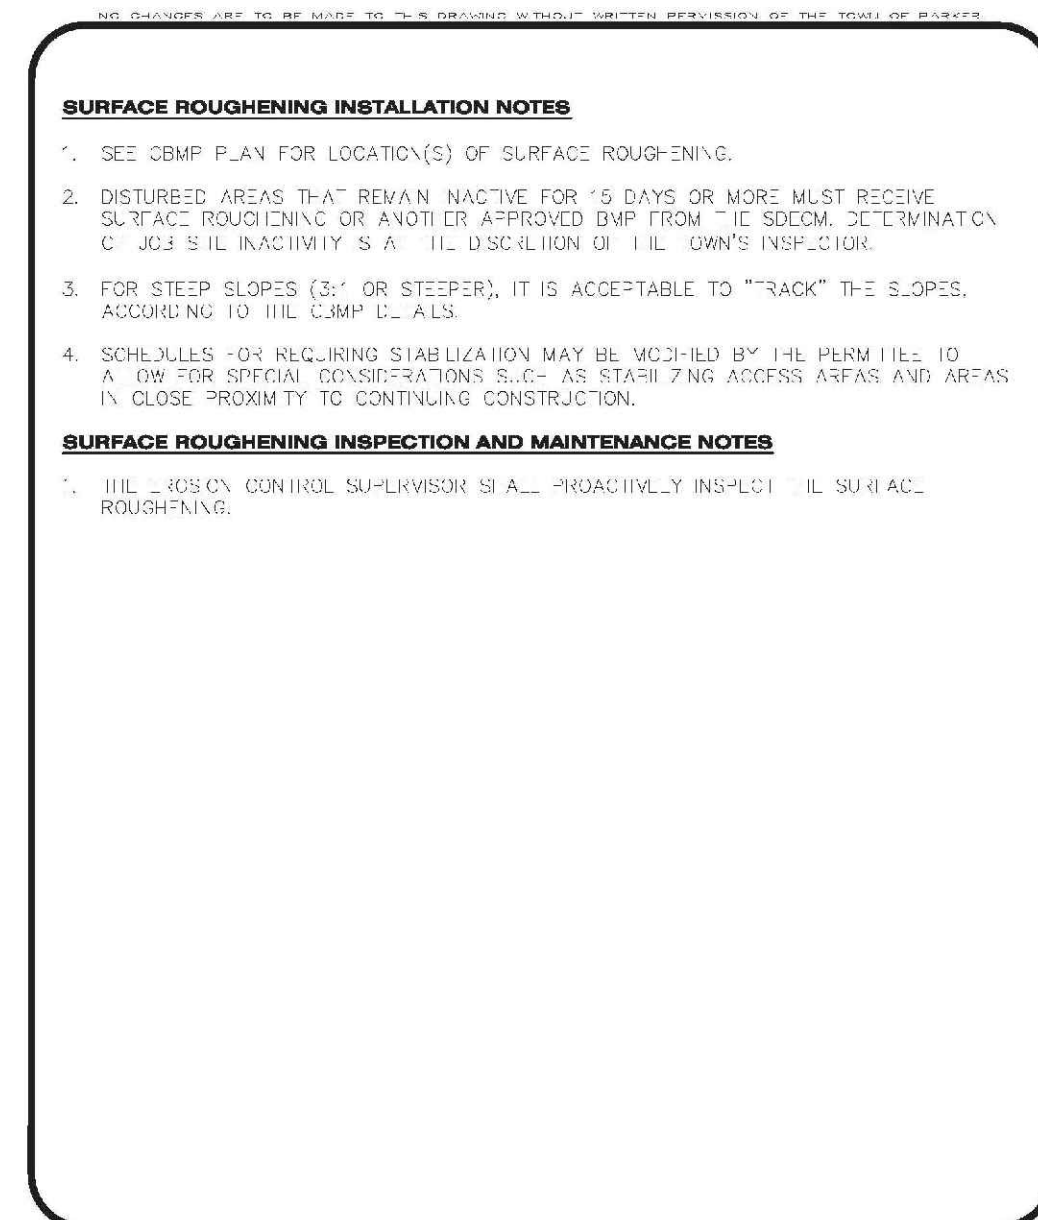 NO CHANGES ARE TO BE MADE TO THIS DRAWING WITHOUT WRITTEN PERMISSION OF THE TOWN OF PARKER
SURFACE ROUGHENING INSTALLATION NOTES
1. SEE CBMP PLAN FOR LOCATION(S) OF SURFACE ROUGHENING.
2. DISTURBED AREAS THAT REMAIN INACTIVE FOR 15 DAYS OR MORE MUST RECEIVE
SURFACE ROUGHENING OR ANOTHER APPROVED BMP FROM THE SDECM. DETERMINATION
OF JOB SITE INACTIVITY IS AT THE DISCRETION OF THE TOWN'S INSPECTOR.
3. FOR STEEP SLOPES (3:1 OR STEEPER), IT IS ACCEPTABLE TO "TRACK" THE SLOPES,
ACCORDING TO THE CBMP DETAILS.
4. SCHEDULES FOR REQUIRING STABILIZATION MAY BE MODIFIED BY THE PERMITTEE TO
ALLOW FOR SPECIAL CONSIDERATIONS SUCH AS STABILIZING ACCESS AREAS AND AREAS
IN CLOSE PROXIMITY TO CONTINUING CONSTRUCTION.
SURFACE ROUGHENING INSPECTION AND MAINTENANCE NOTES
1. THE EROSION CONTROL SUPERVISOR SHALL PROACTIVELY INSPECT THE SURFACE
ROUGHENING.